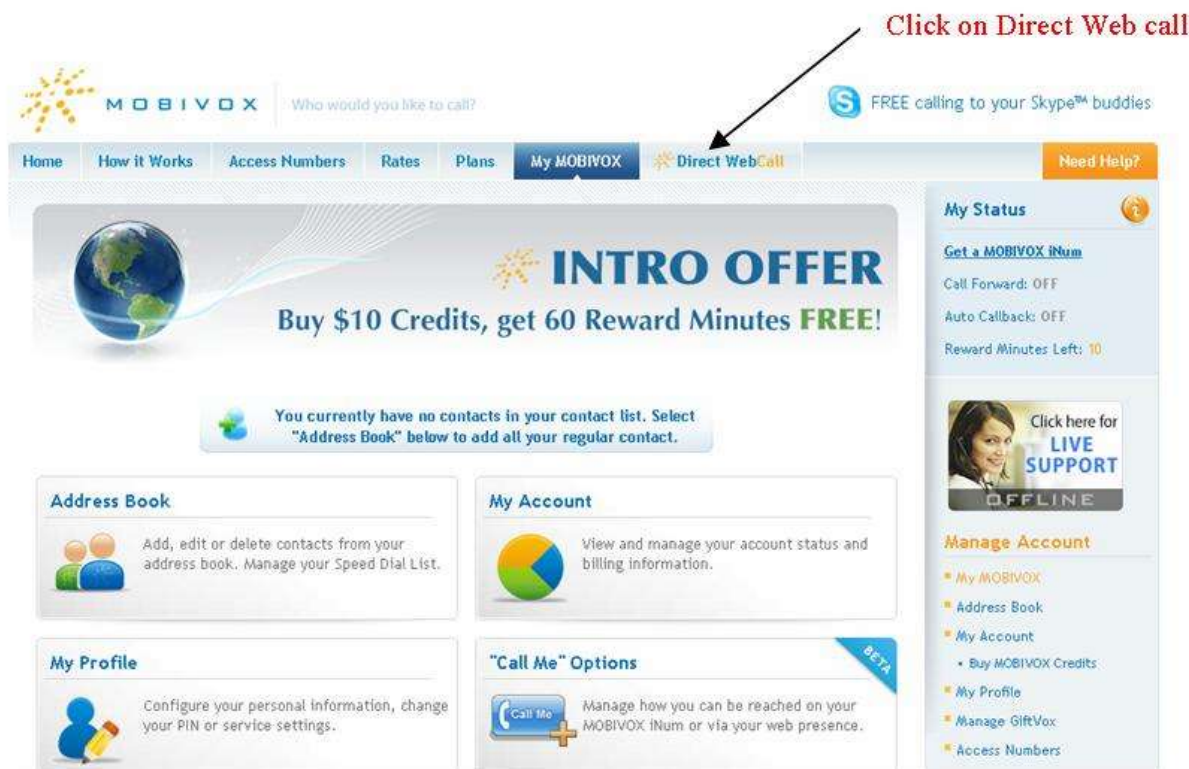 Click on Direct Web call
MOBIVOX
Who would you like to call?
S FREE calling to your Skype™ buddies
Home How it Works Access Numbers Rates Plans My MOBIVOX Direct WebCall Need Help?
INTRO OFFER
Buy $10 Credits, get 60 Reward Minutes FREE!
You currently have no contacts in your contact list. Select
"Address Book" below to add all your regular contact.
Address Book
Add, edit or delete contacts from your
address book. Manage your Speed Dial List.
My Account
View and manage your account status and
billing information.
My Profile
Configure your personal information, change
your PIN or service settings.
"Call Me" Options
BETA
Call Me
Manage how you can be reached on your
MOBIVOX iNum or via your web presence.
My Status
Get a MOBIVOX iNum
Call Forward: OFF
Auto Callback: OFF
Reward Minutes Left: 10
Click here for
LIVE
SUPPORT
OFFLINE
Manage Account
My MOBIVOX
Address Book
My Account
• Buy MOBIVOX Credits
My Profile
Manage GiftVox
Access Numbers